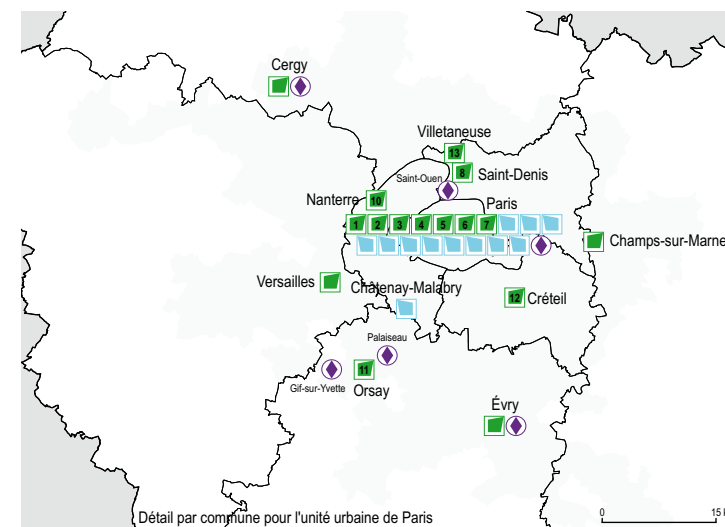 Cergy
Villetaneuse
13
8 Saint-Denis
Saint-Ouen
Nanterre 10
Paris
1 2 3 4 5 6 7
Champs-sur-Marne
Versailles
Châtenay-Malabry
12 Créteil
Palaiseau
11
Gif-sur-Yvette
Orsay
Évry
Détail par commune pour l'unité urbaine de Paris
0 15